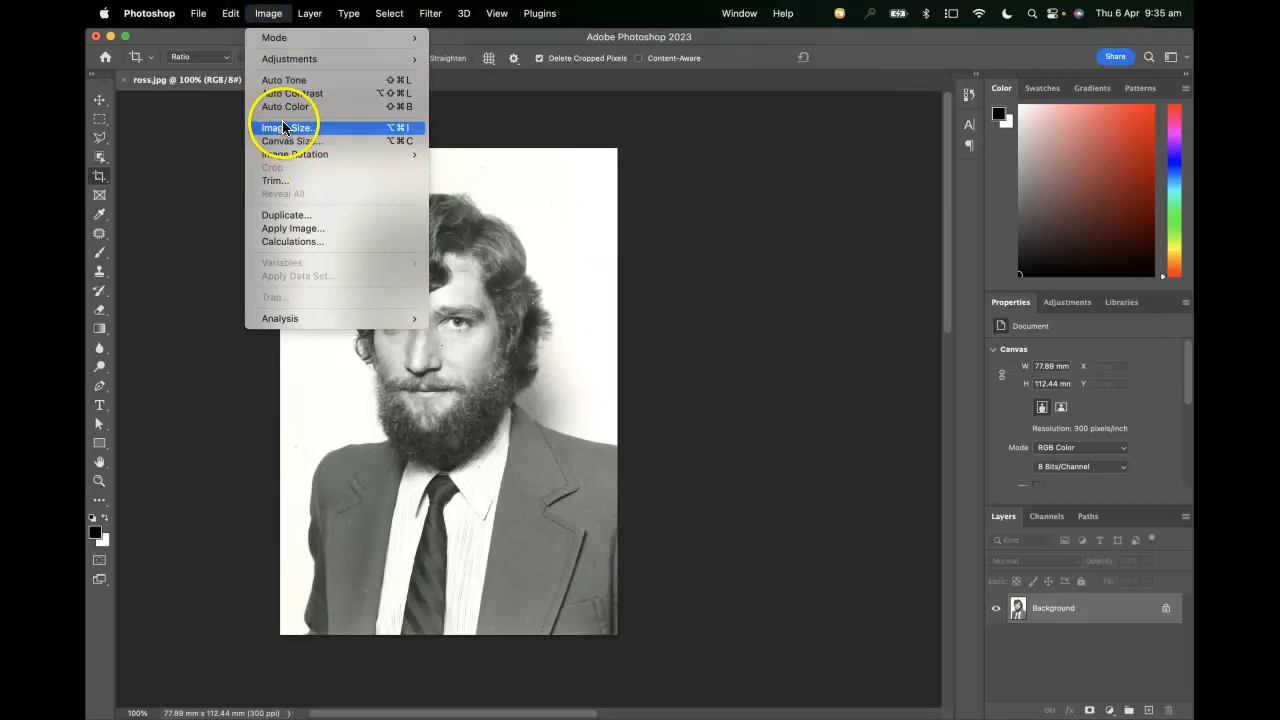 Photoshop File Edit Image Layer Type Select Filter 3D View Plugins Window Help Thu 6 Apr 9:35 am
Adobe Photoshop 2023
Ratio Straighten Delete Cropped Pixels Content-Aware Share
ross.jpg @ 100% (RGB/8#)
Mode
Adjustments
Auto Tone ⇧⌘L
Auto Contrast ⌥⇧⌘L
Auto Color ⇧⌘B
Image Size... ⌥⌘I
Canvas Size... ⌥⌘C
Image Rotation
Crop
Trim...
Reveal All
Duplicate...
Apply Image...
Calculations...
Variables
Apply Data Set...
Trap...
Analysis
Color Swatches Gradients Patterns
Properties Adjustments Libraries
Document
Canvas
W 77.89 mm X
H 112.44 mm Y
Resolution: 300 pixels/inch
Mode RGB Color
8 Bits/Channel
Layers Channels Paths
Kind
Normal Opacity: 100%
Lock: Fill: 100%
Background
100% 77.89 mm x 112.44 mm (300 ppi)